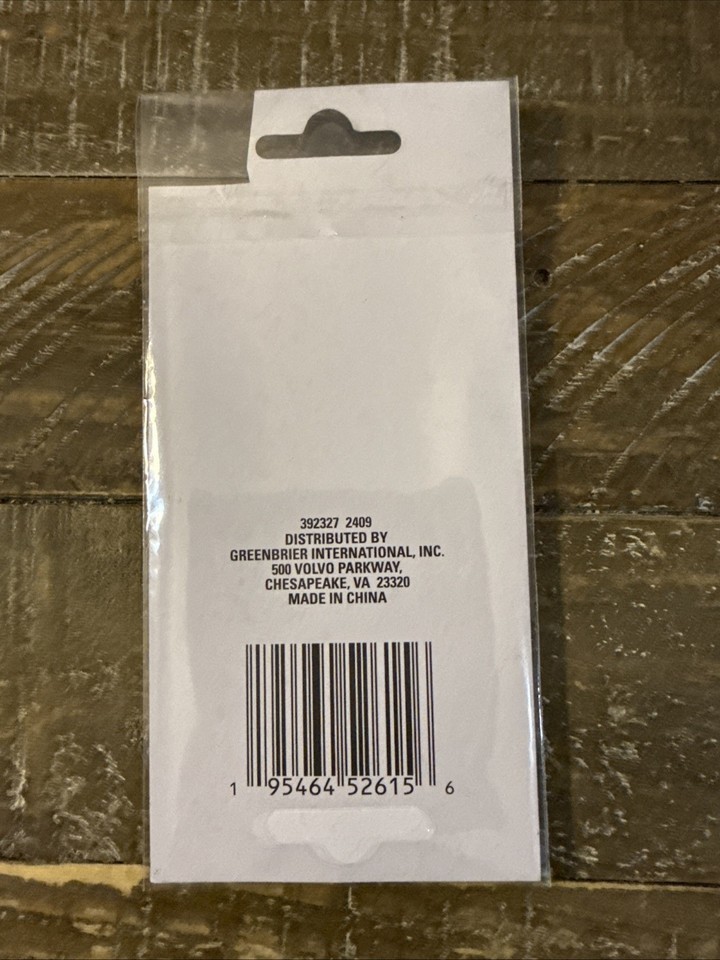 392327 2409
DISTRIBUTED BY
GREENBRIER INTERNATIONAL, INC.
500 VOLVO PARKWAY,
CHESAPEAKE, VA 23320
MADE IN CHINA
1 95464 52615 6